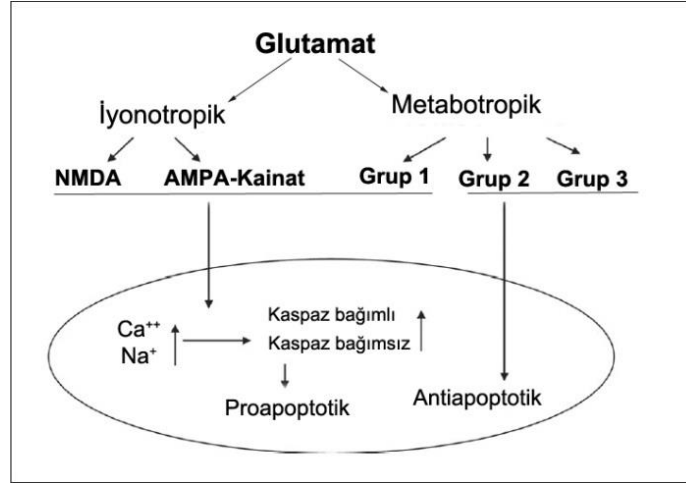 Glutamat
İyonotropik
Metabotropik
NMDA AMPA-Kainat Grup 1 Grup 2 Grup 3
Ca⁺⁺
Na⁺
Kaspaz bağımlı
Kaspaz bağımsız
Proapoptotik
Antiapoptotik